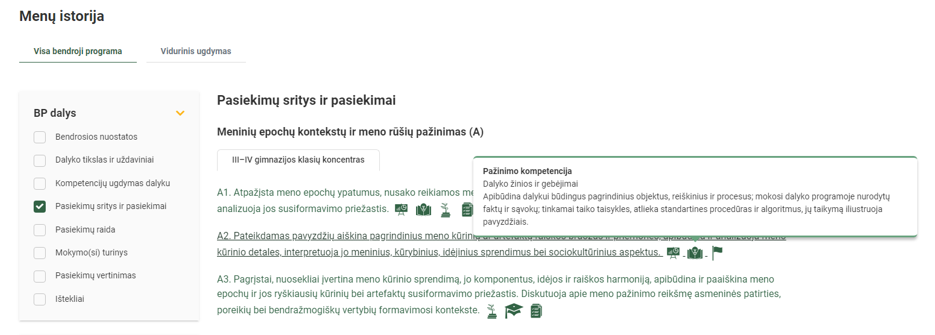 Menų istorija
Visa bendroji programa
Vidurinis ugdymas
BP dalys
Bendrosios nuostatos
Dalyko tikslas ir uždaviniai
Kompetencijų ugdymas dalyku
Pasiekimų sritys ir pasiekimai
Pasiekimų raida
Mokymo(si) turinys
Pasiekimų vertinimas
Ištekliai
Pasiekimų sritys ir pasiekimai
Meninių epochų kontekstų ir meno rūšių pažinimas (A)
III–IV gimnazijos klasių koncentras
A1. Atpažįsta meno epochų ypatumus, nusako reikiamos
analizuoja jos susiformavimo priežastis.
Pažinimo kompetencija
Dalyko žinios ir gebėjimai
Apibūdina dalykui būdingus pagrindinius objektus, reiškinius ir procesus; mokosi dalyko programoje nurodytų
faktų ir sąvokų; tinkamai taiko taisykles, atlieka standartines procedūras ir algoritmus, jų taikymą iliustruoja
pavyzdžiais.
A2. Pateikdamas pavyzdžių aiškina pagrindinius meno kūrinių
kūrinio detales, interpretuoja jo meninius, kūrybinius, idėjinius sprendimus bei sociokultūrinius aspektus.
A3. Pagrįstai, nuosekliai įvertina meno kūrinio sprendimą, jo komponentus, idėjos ir raiškos harmoniją, apibūdina ir paaiškina meno
epochų ir jos ryškiausių kūrinių bei artefaktų susiformavimo priežastis. Diskutuoja apie meno pažinimo reikšmę asmeninės patirties,
poreikių bei bendražmogiškų vertybių formavimosi kontekste.